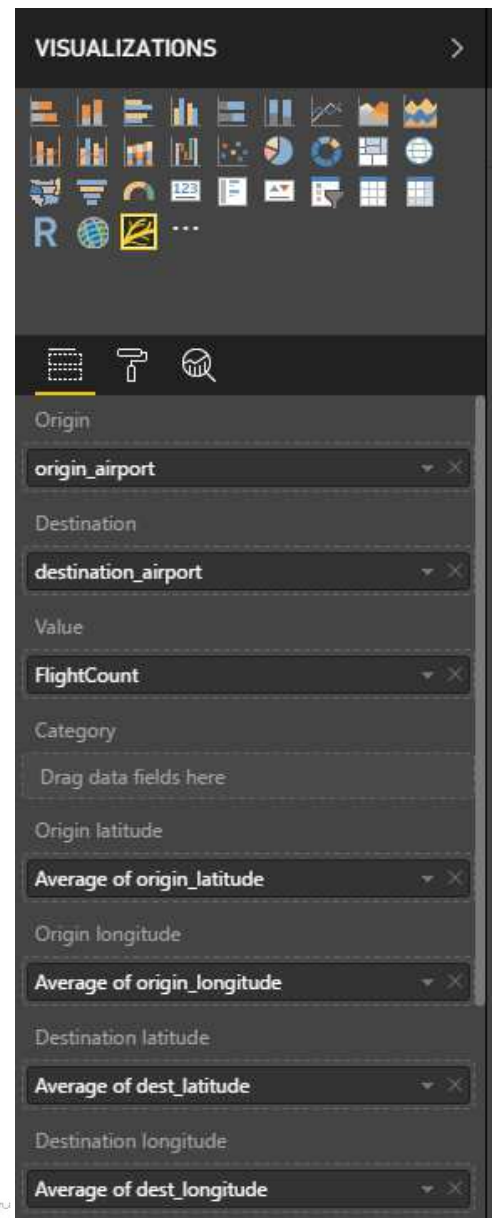 VISUALIZATIONS
123
R
Origin
origin_airport
Destination
destination_airport
Value
FlightCount
Category
Drag data fields here
Origin latitude
Average of origin_latitude
Origin longitude
Average of origin_longitude
Destination latitude
Average of dest_latitude
Destination longitude
Average of dest_longitude